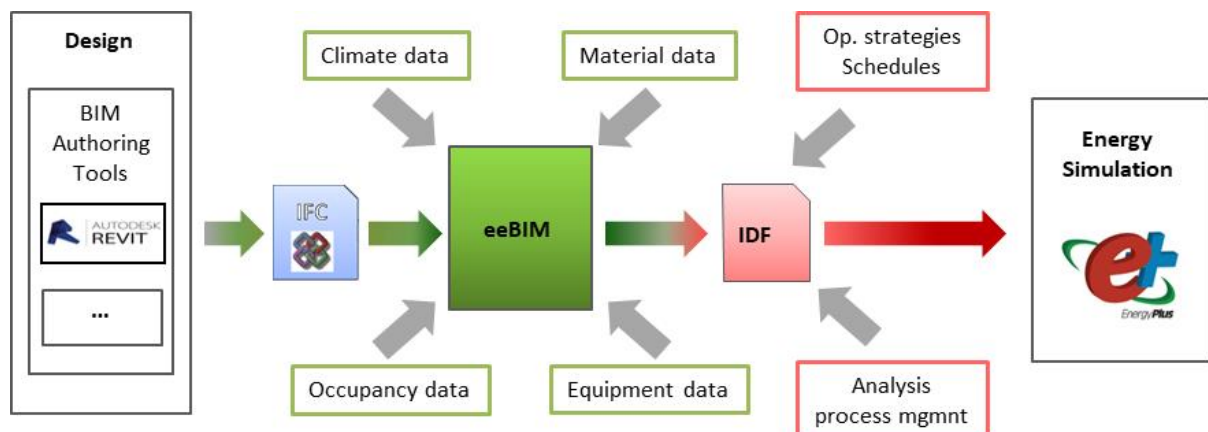 Design
BIM
Authoring
Tools
AUTODESK
REVIT
...
Climate data
Material data
Op. strategies
Schedules
IFC
eeBIM
IDF
Occupancy data
Equipment data
Analysis
process mgmnt
Energy
Simulation
e+
EnergyPlus